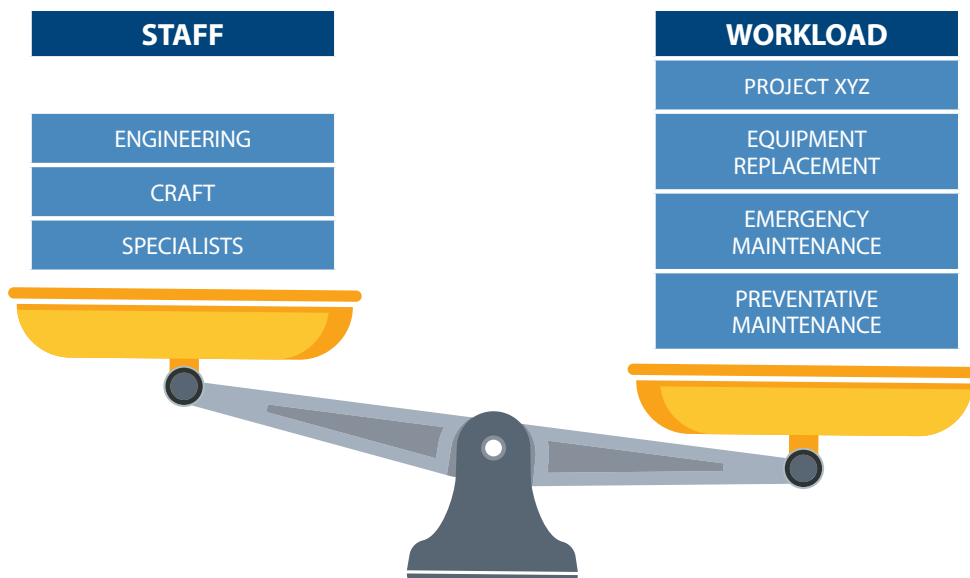 STAFF
ENGINEERING
CRAFT
SPECIALISTS
WORKLOAD
PROJECT XYZ
EQUIPMENT
REPLACEMENT
EMERGENCY
MAINTENANCE
PREVENTATIVE
MAINTENANCE